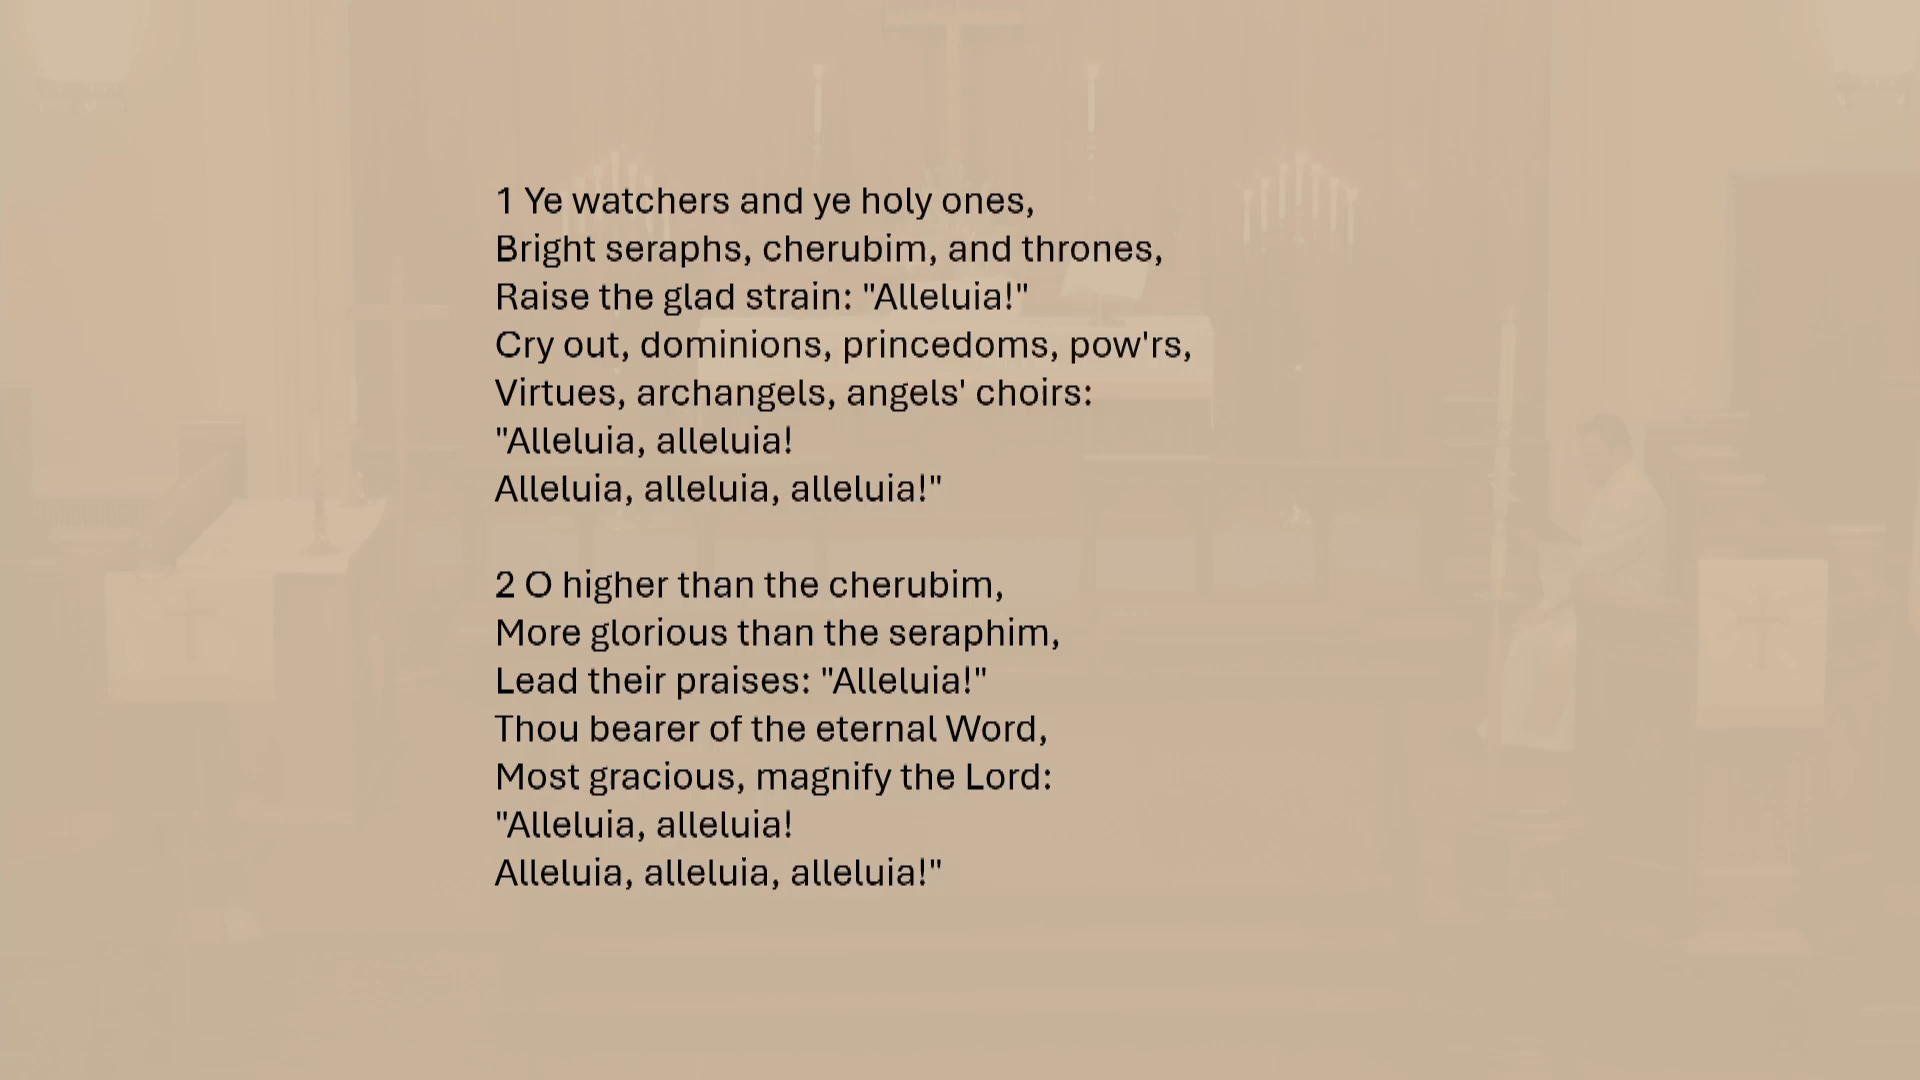 1 Ye watchers and ye holy ones,
Bright seraphs, cherubim, and thrones,
Raise the glad strain: "Alleluia!"
Cry out, dominions, princedoms, pow'rs,
Virtues, archangels, angels' choirs:
"Alleluia, alleluia!
Alleluia, alleluia, alleluia!"

2 O higher than the cherubim,
More glorious than the seraphim,
Lead their praises: "Alleluia!"
Thou bearer of the eternal Word,
Most gracious, magnify the Lord:
"Alleluia, alleluia!
Alleluia, alleluia, alleluia!"